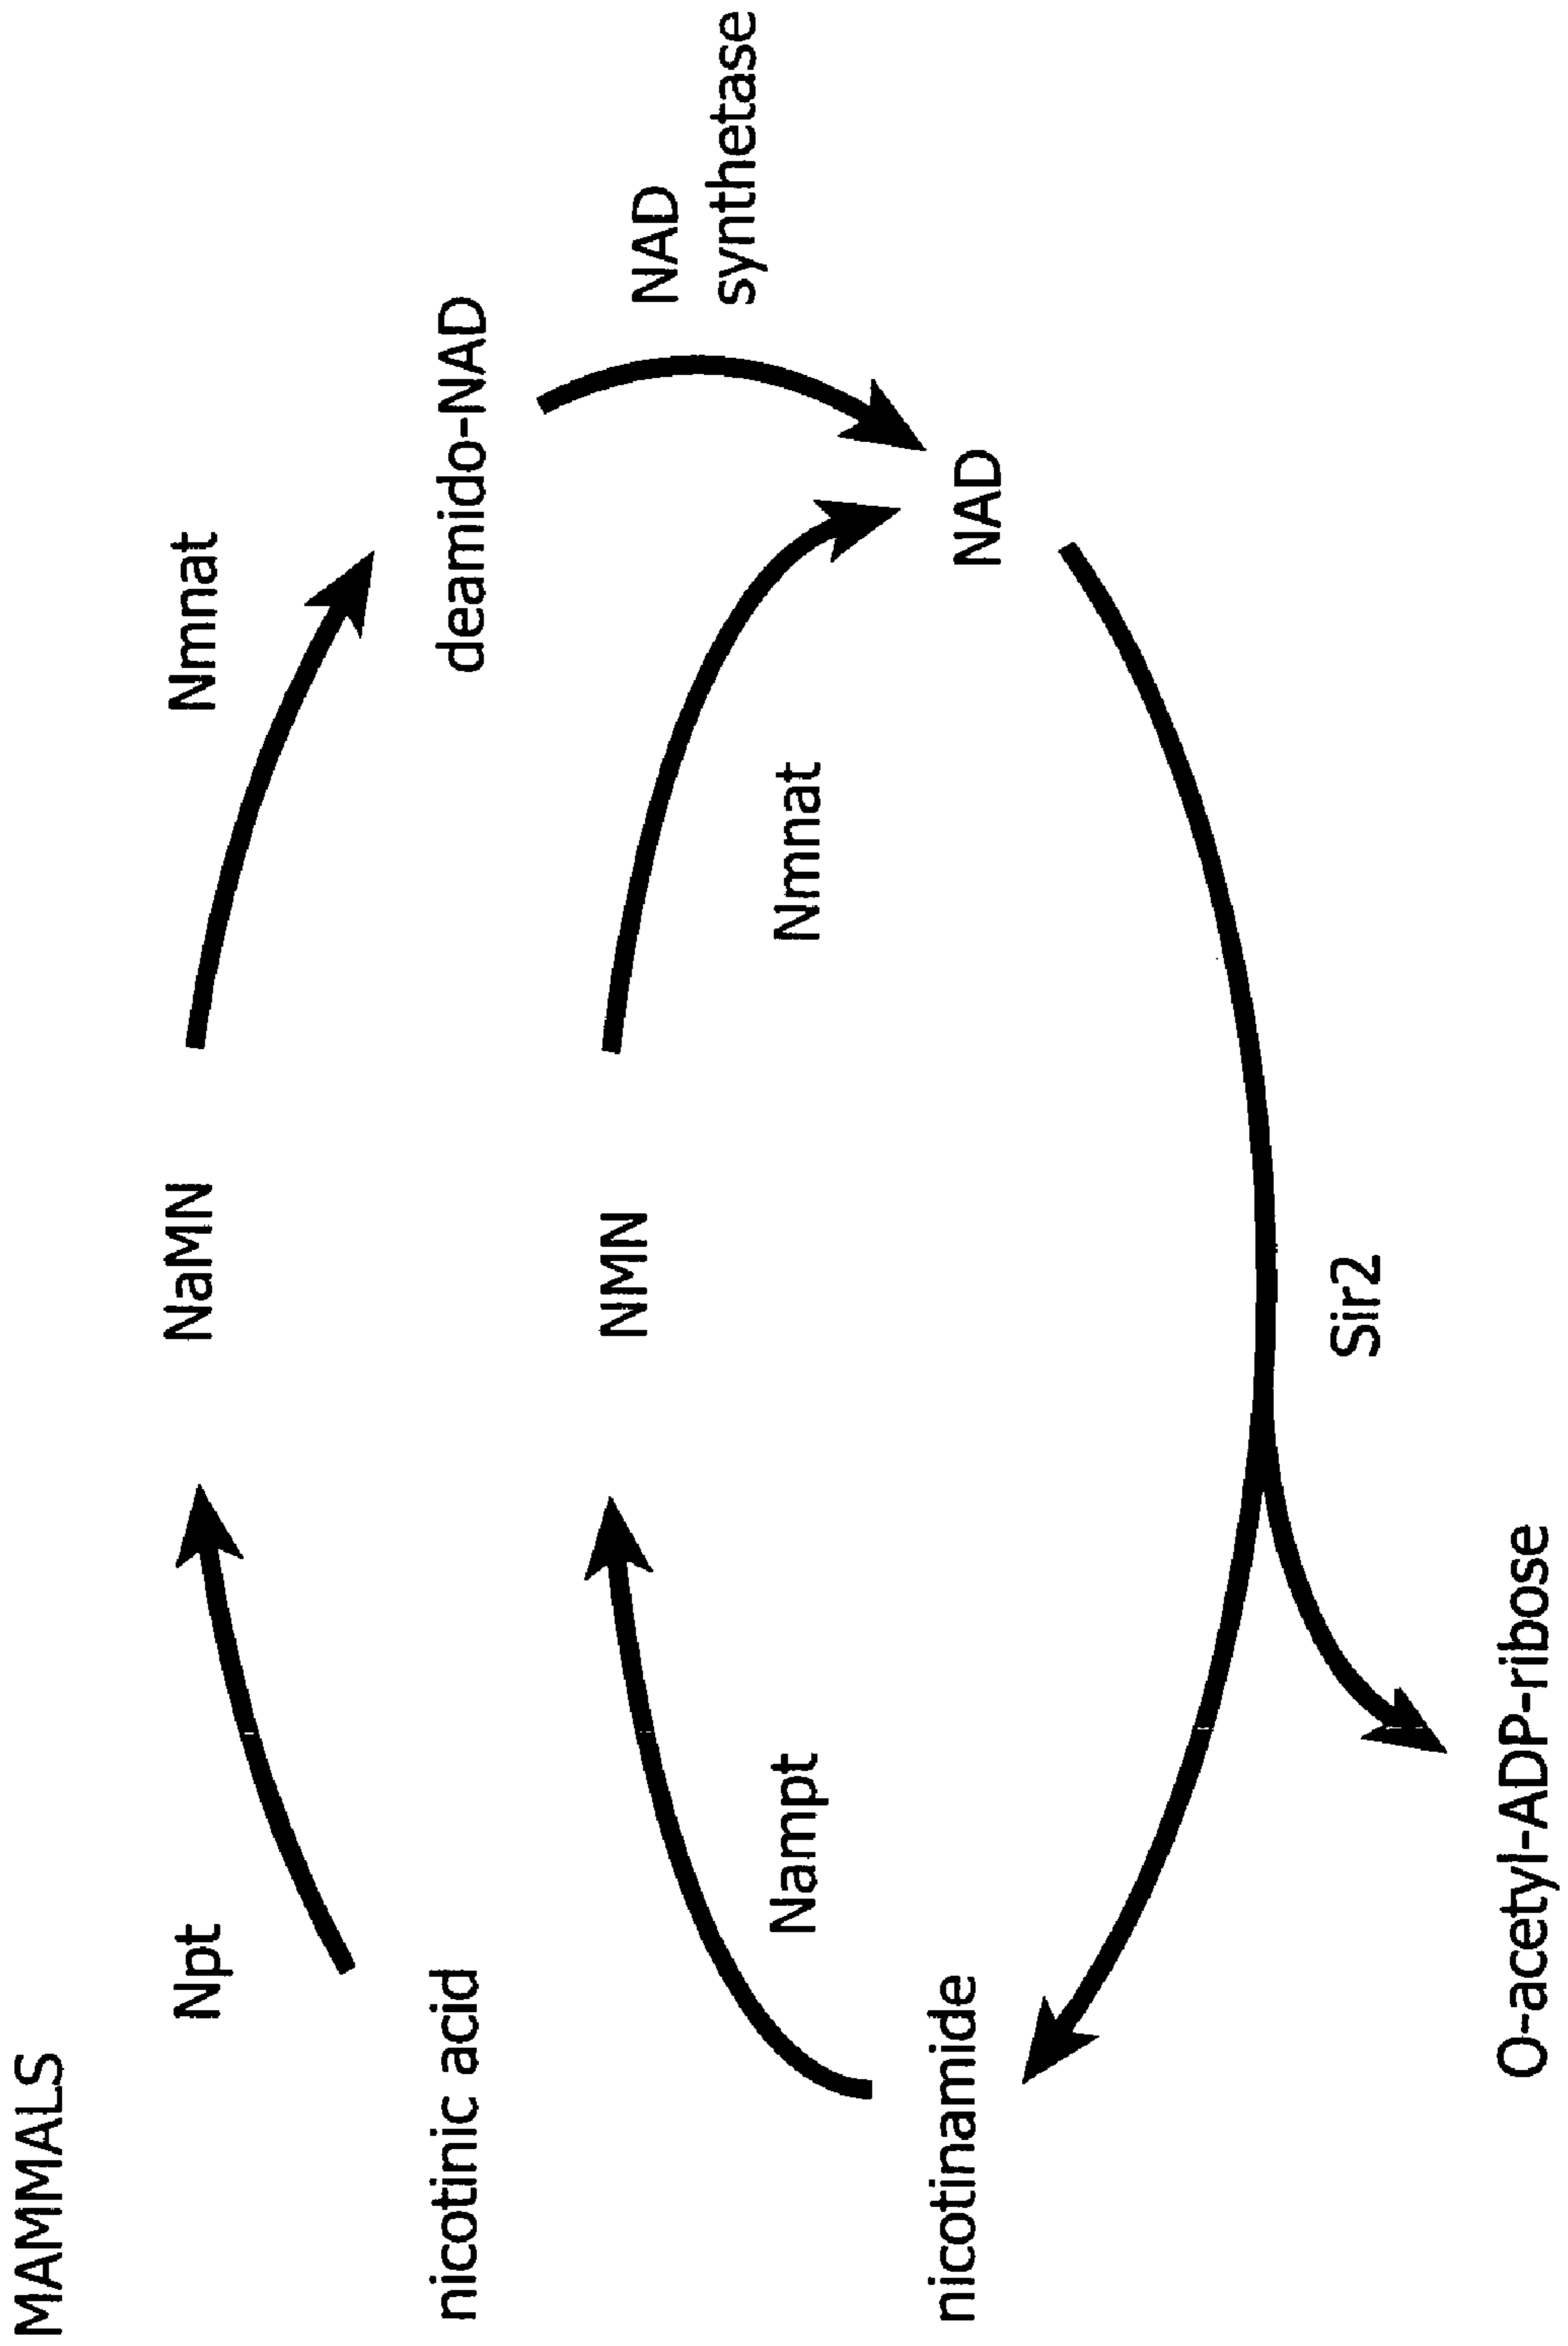 MAMMALS
Npt
NaMN
Nmnat
nicotinic acid
deamido-NAD
NMN
NAD
synthetase
Nampt
Nmnat
nicotinamide
NAD
Sir2
O-acetyl-ADP-ribose